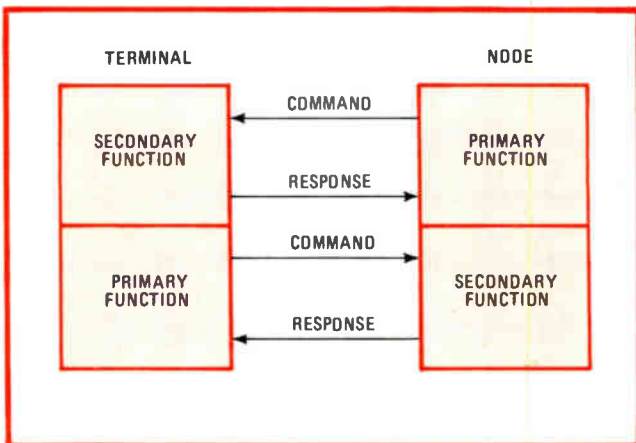 TERMINAL
NODE
COMMAND
SECONDARY
FUNCTION
PRIMARY
FUNCTION
RESPONSE
COMMAND
PRIMARY
FUNCTION
SECONDARY
FUNCTION
RESPONSE